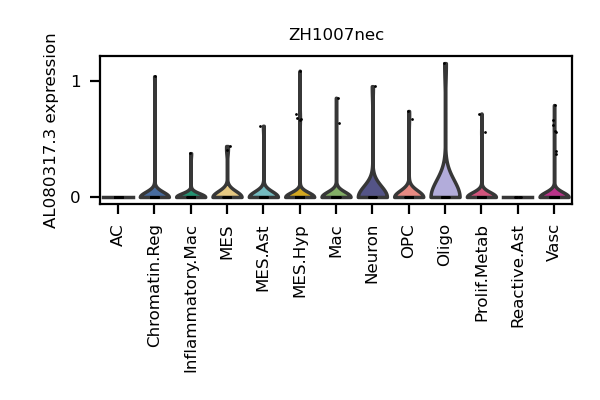 ZH1007nec
AL080317.3 expression
1
0
AC
Chromatin.Reg
Inflammatory.Mac
MES
MES.Ast
MES.Hyp
Mac
Neuron
OPC
Oligo
Prolif.Metab
Reactive.Ast
Vasc